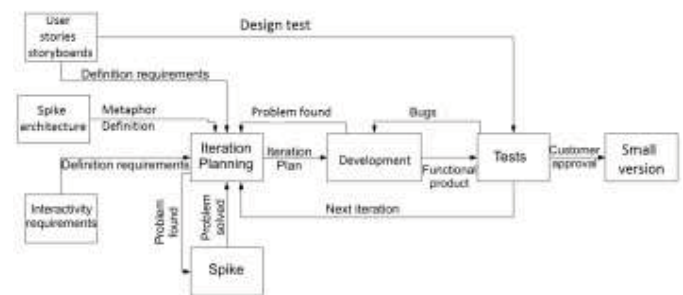 User
stories
storyboards
Design test
Definition requirements
Spike
architecture
Metaphor
Definition
Problem found
Bugs
Iteration
Planning
Iteration
Plan
Development
Functional
product
Tests
Customer
approval
Small
version
Definition requirements
Interactivity
requirements
Problem
found
Problem
solved
Next iteration
Spike